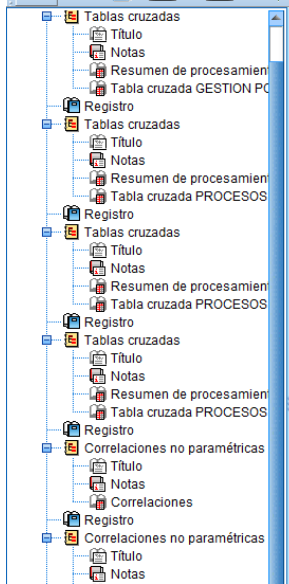 Tablas cruzadas
Título
Notas
Resumen de procesamien
Tabla cruzada GESTION PO
Registro
Tablas cruzadas
Título
Notas
Resumen de procesamien
Tabla cruzada PROCESOS
Registro
Tablas cruzadas
Título
Notas
Resumen de procesamien
Tabla cruzada PROCESOS
Registro
Tablas cruzadas
Título
Notas
Resumen de procesamien
Tabla cruzada PROCESOS
Registro
Correlaciones no paramétricas
Título
Notas
Correlaciones
Registro
Correlaciones no paramétricas
Título
Notas